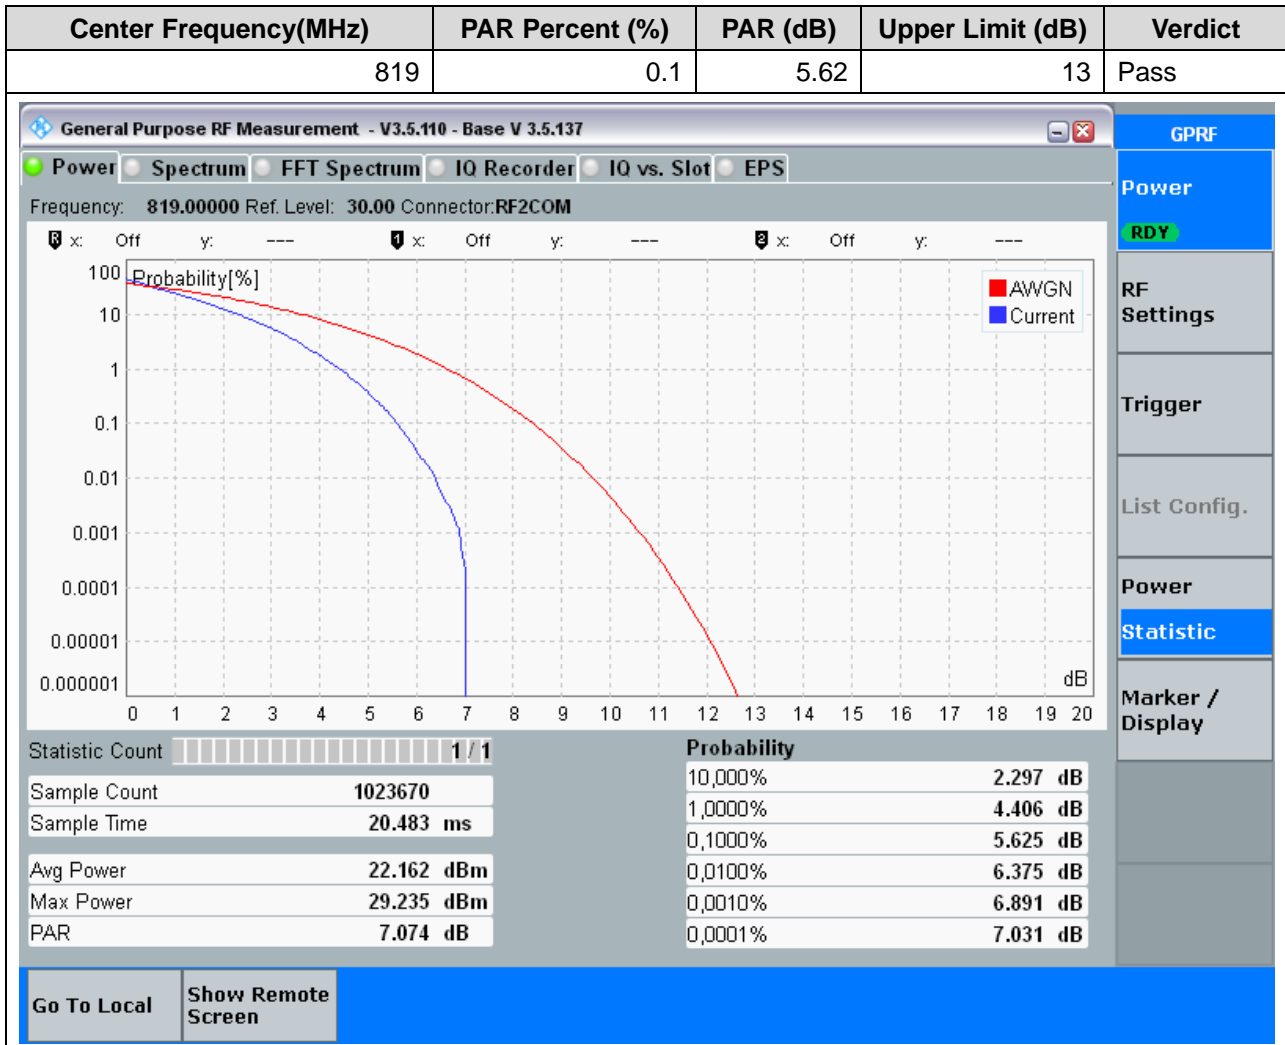 Center Frequency(MHz) PAR Percent (%) PAR (dB) Upper Limit (dB) Verdict
819 0.1 5.62 13 Pass
General Purpose RF Measurement - V3.5.110 - Base V 3.5.137
GPRF
Power Spectrum FFT Spectrum IQ Recorder IQ vs. Slot EPS
Frequency: 819.00000 Ref. Level: 30.00 Connector:RF2COM
R x: Off y: --- 1 x: Off y: --- 2 x: Off y: ---
Probability[%]
AWGN
Current
100
10
1
0.1
0.01
0.001
0.0001
0.00001
0.000001
dB
0 1 2 3 4 5 6 7 8 9 10 11 12 13 14 15 16 17 18 19 20
Statistic Count 1 / 1
Sample Count 1023670
Sample Time 20.483 ms
Avg Power 22.162 dBm
Max Power 29.235 dBm
PAR 7.074 dB
Probability
10,000% 2.297 dB
1,0000% 4.406 dB
0,1000% 5.625 dB
0,0100% 6.375 dB
0,0010% 6.891 dB
0,0001% 7.031 dB
Power
RDY
RF
Settings
Trigger
List Config.
Power
Statistic
Marker /
Display
Go To Local
Show Remote
Screen